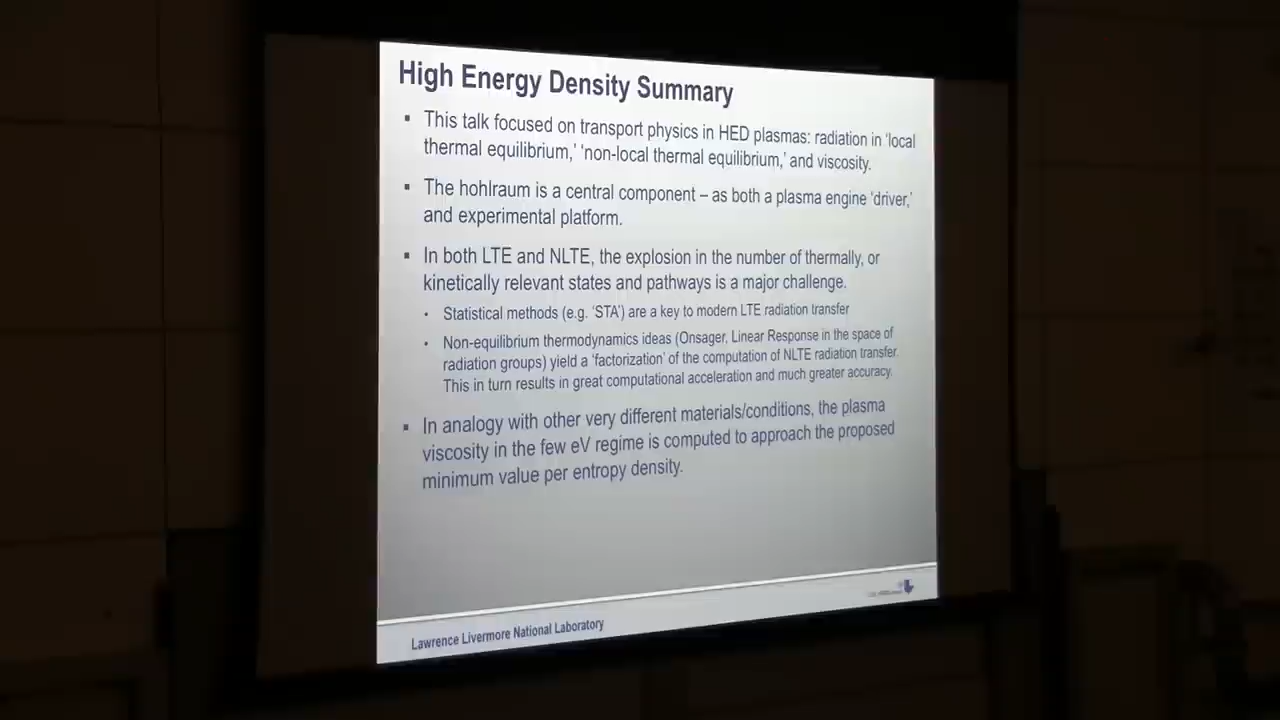 High Energy Density Summary
▪ This talk focused on transport physics in HED plasmas: radiation in ‘local
thermal equilibrium,’ ‘non-local thermal equilibrium,’ and viscosity.
▪ The hohlraum is a central component – as both a plasma engine ‘driver,’
and experimental platform.
▪ In both LTE and NLTE, the explosion in the number of thermally, or
kinetically relevant states and pathways is a major challenge.
• Statistical methods (e.g. ‘STA’) are a key to modern LTE radiation transfer
• Non-equilibrium thermodynamics ideas (Onsager, Linear Response in the space of
radiation groups) yield a ‘factorization’ of the computation of NLTE radiation transfer.
This in turn results in great computational acceleration and much greater accuracy.
▪ In analogy with other very different materials/conditions, the plasma
viscosity in the few eV regime is computed to approach the proposed
minimum value per entropy density.
Lawrence Livermore National Laboratory